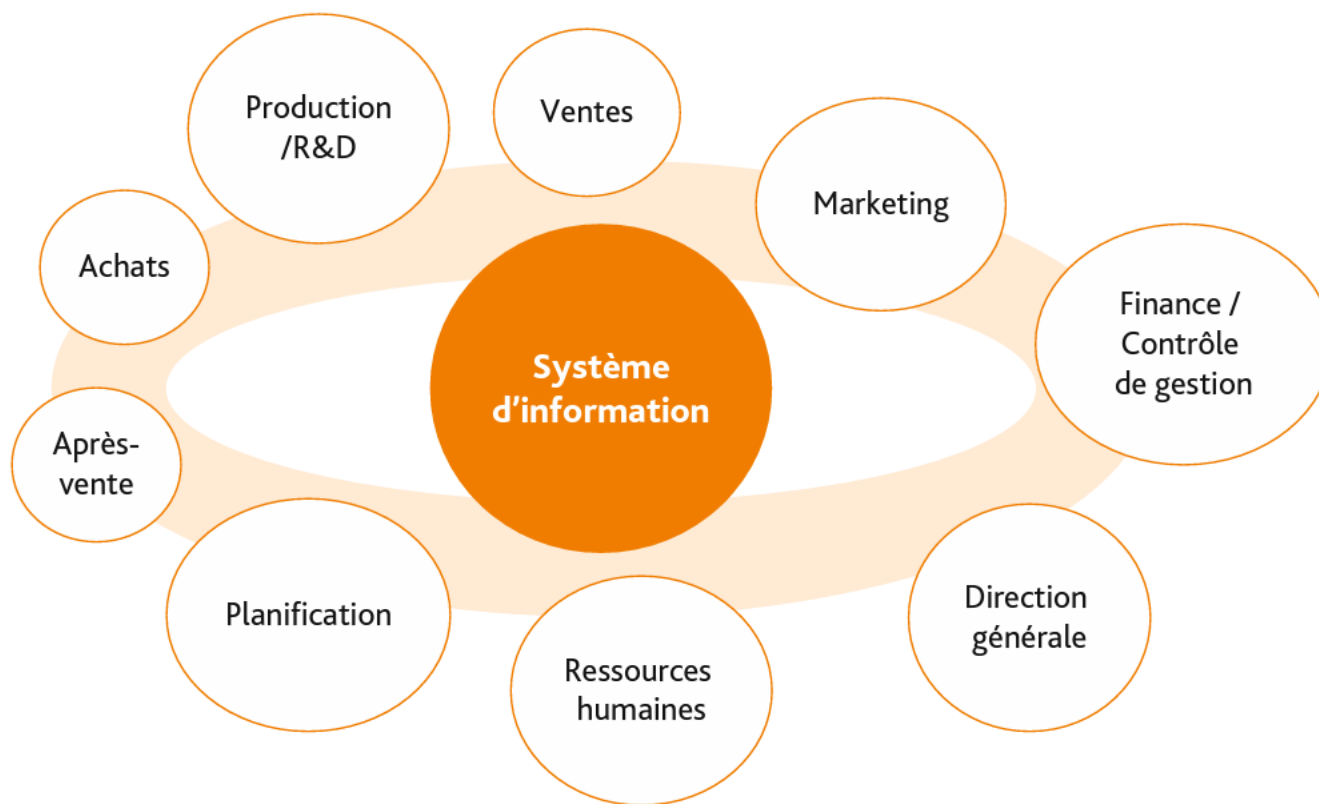 Production
/R&D
Ventes
Marketing
Achats
Finance /
Contrôle
de gestion
Système
d’information
Après-
vente
Planification
Direction
générale
Ressources
humaines